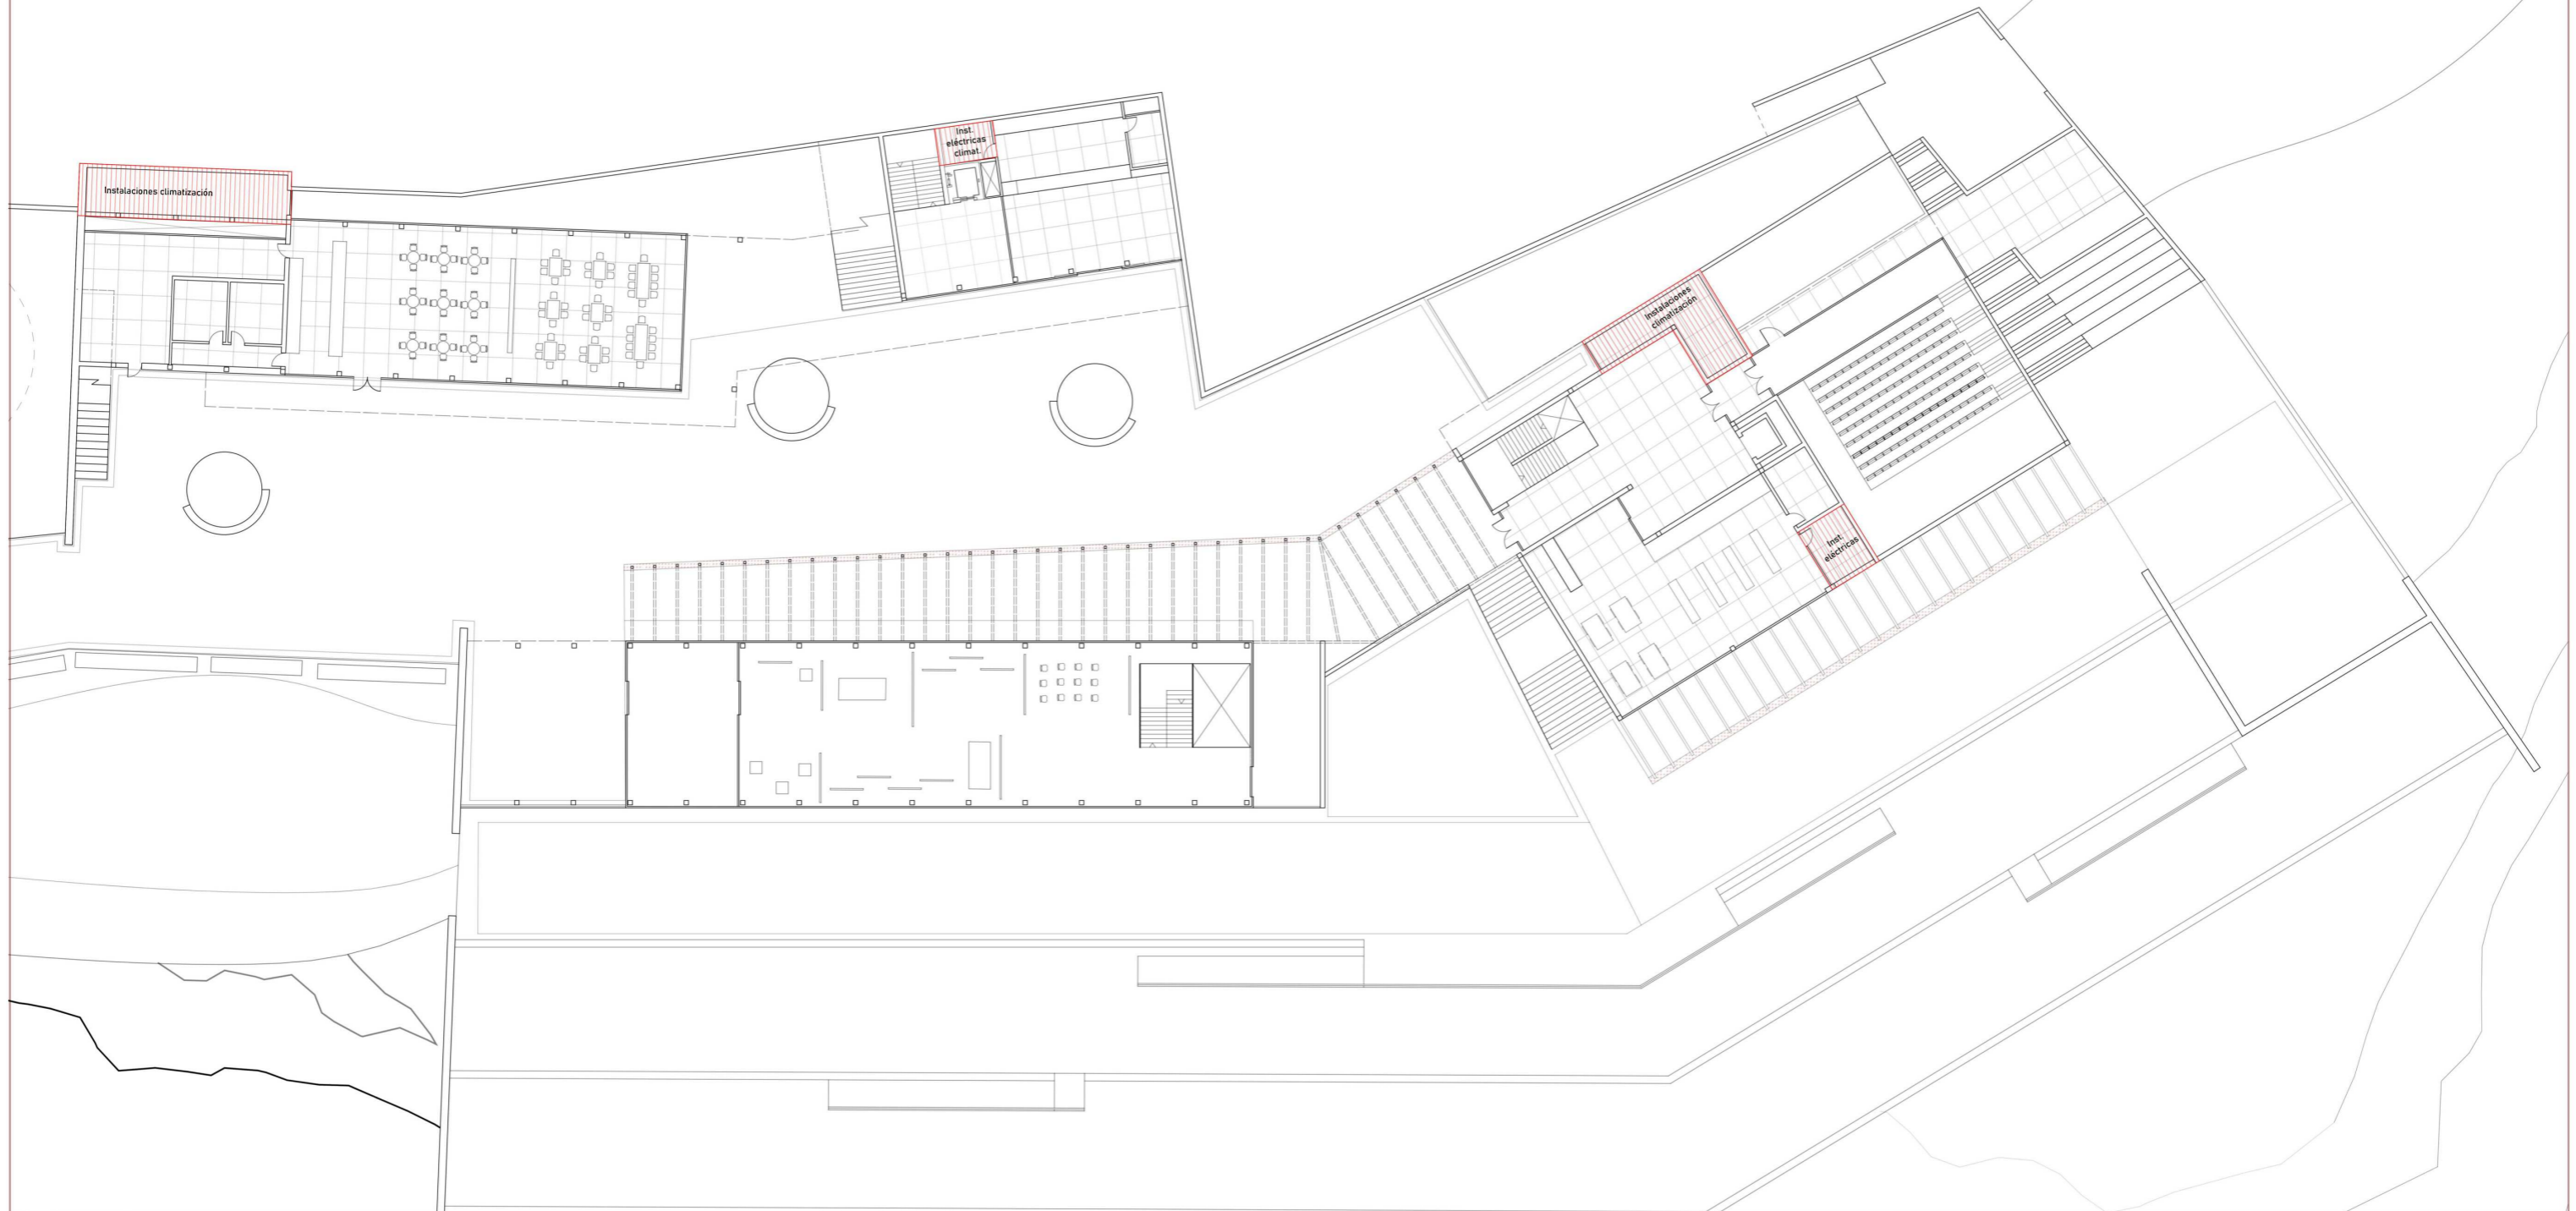 Instalaciones climatización
Inst.
eléctricas
climat.
Instalaciones
climatización
Inst.
eléctricas